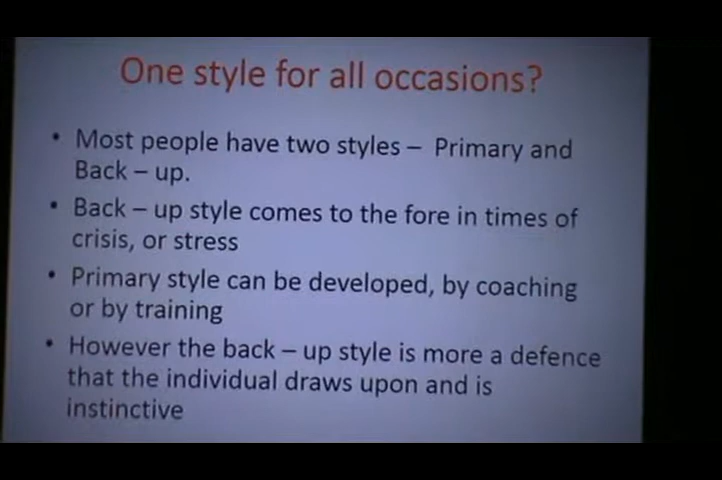 One style for all occasions?
• Most people have two styles – Primary and
Back – up.
• Back – up style comes to the fore in times of
crisis, or stress
• Primary style can be developed, by coaching
or by training
• However the back – up style is more a defence
that the individual draws upon and is
instinctive